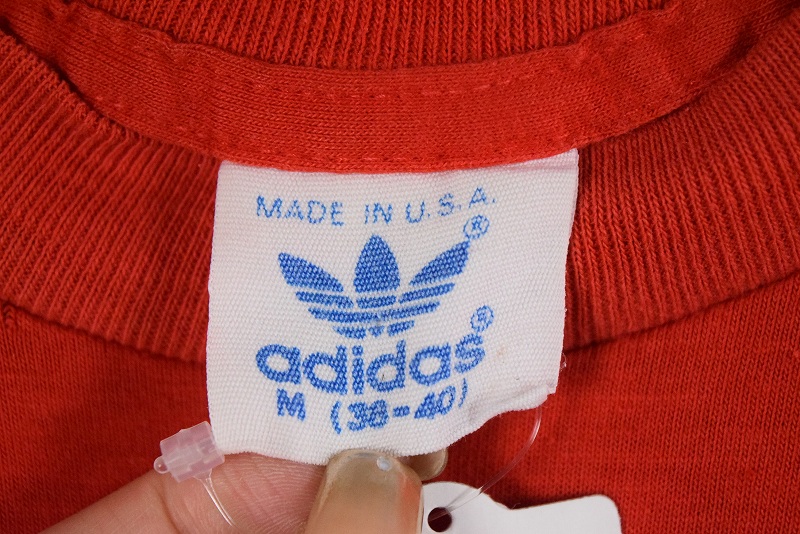 MADE IN U.S.A.
®
adidas®
M (38-40)